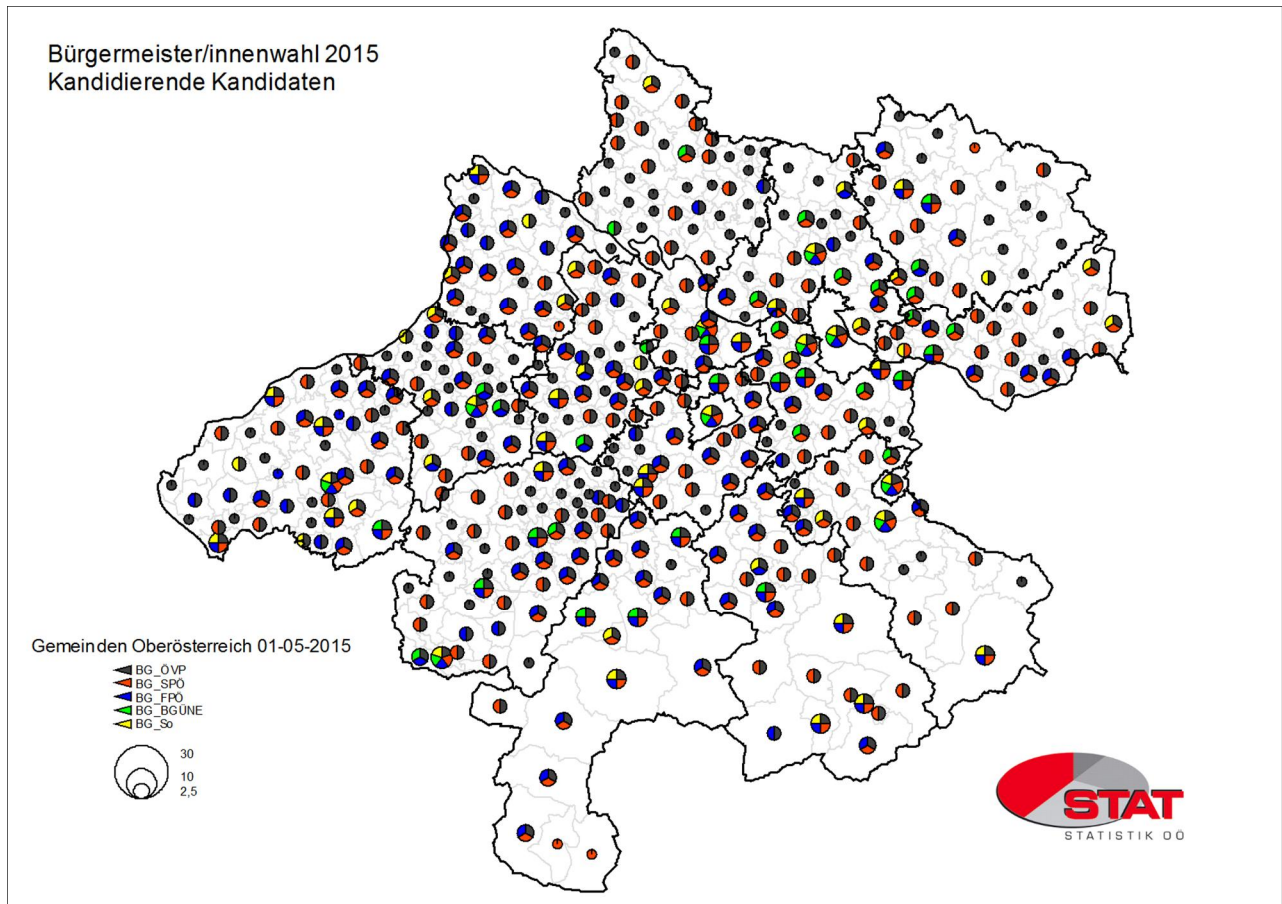 Bürgermeister/innenwahl 2015
Kandidierende Kandidaten
Gemeinden Oberösterreich 01-05-2015
BG_ÖVP
BG_SPÖ
BG_FPÖ
BG_BGÜNE
BG_So
30
10
2,5
STAT
STATISTIK OÖ